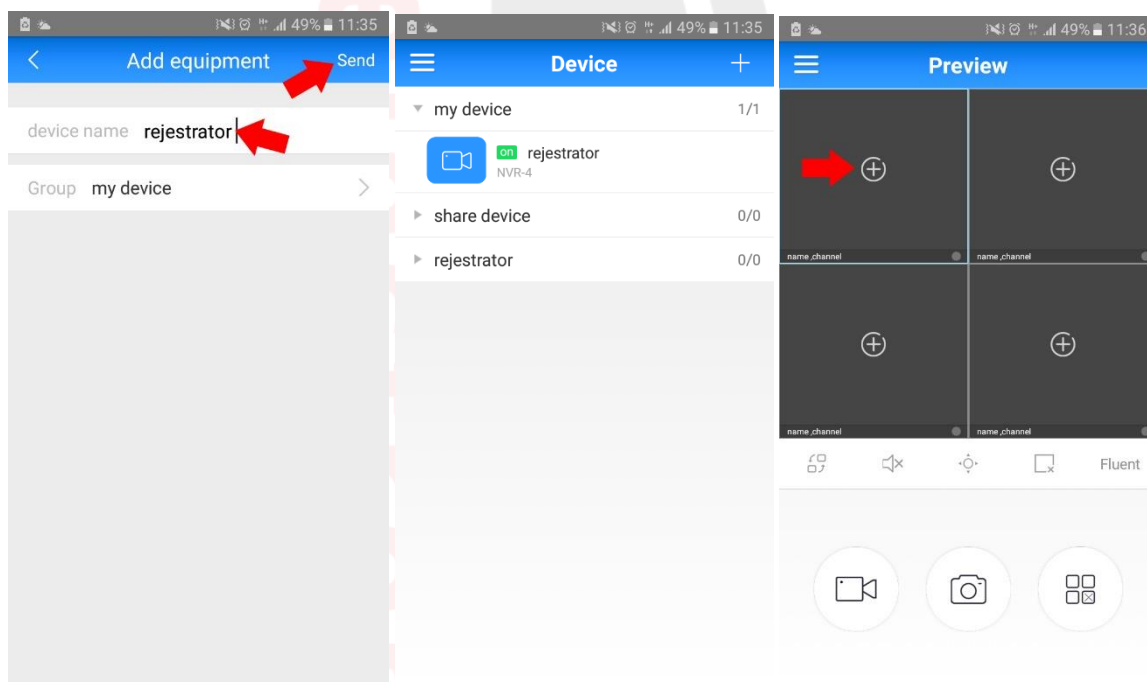 49% 11:35
Add equipment Send
device name rejestrator
Group my device
49% 11:35
Device
my device 1/1
on rejestrator
NVR-4
share device 0/0
rejestrator 0/0
49% 11:36
Preview
name ,channel name ,channel
name ,channel name ,channel
Fluent